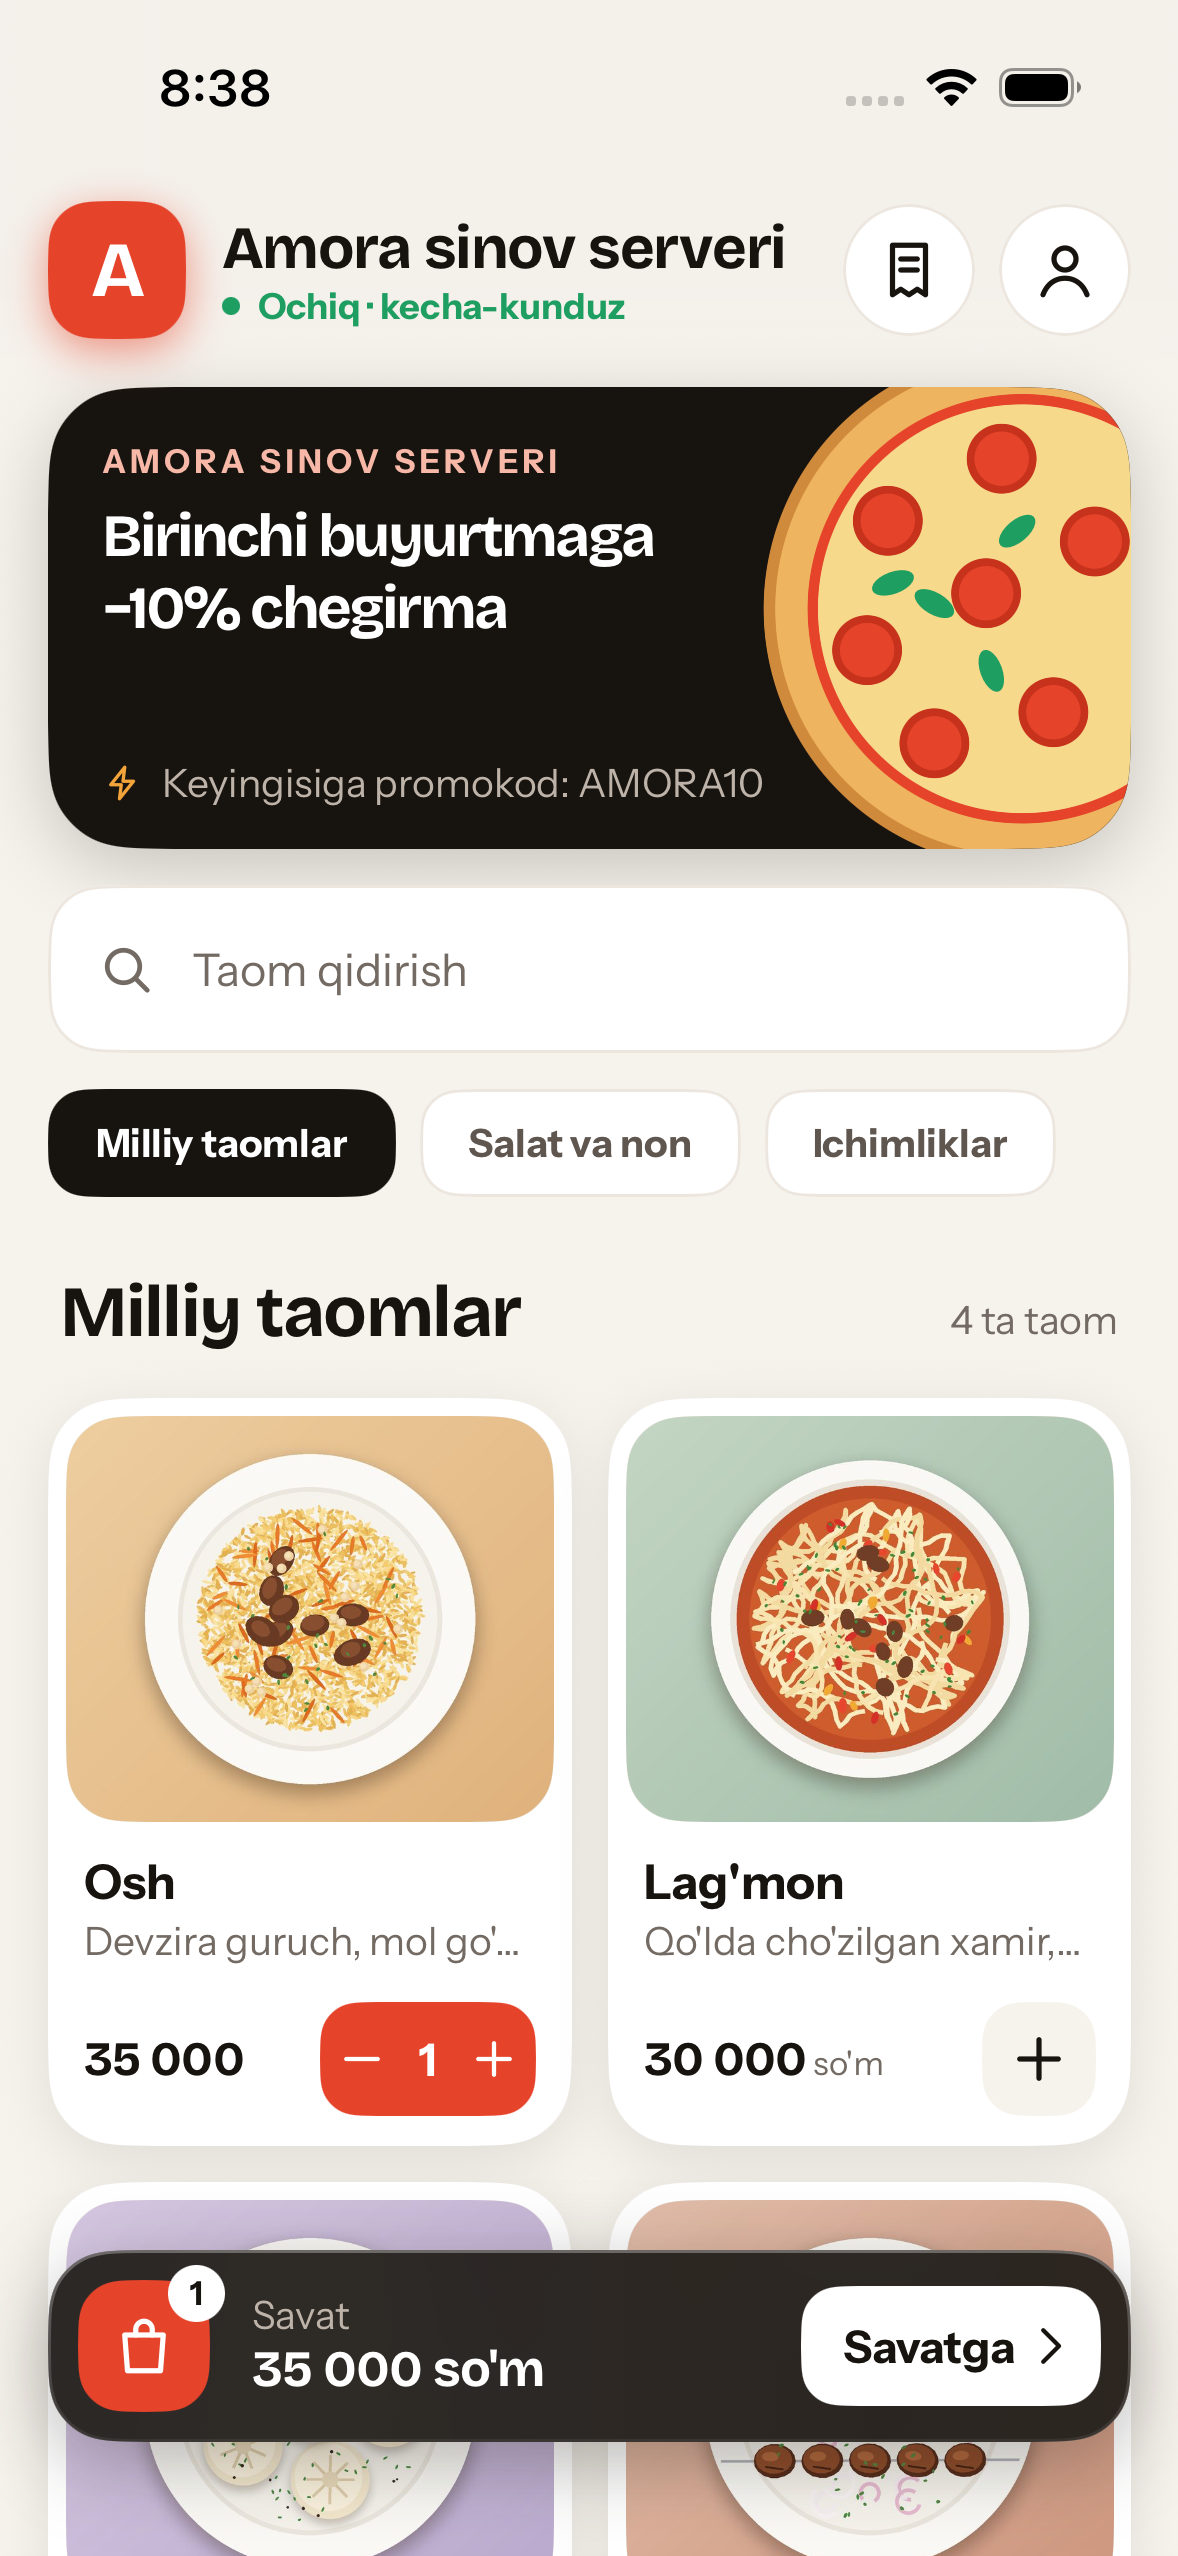 8:38
A
Amora sinov serveri
Ochiq · kecha-kunduz
AMORA SINOV SERVERI
Birinchi buyurtmaga
−10% chegirma
Keyingisiga promokod: AMORA10
Taom qidirish
Milliy taomlar
Salat va non
Ichimliklar
Milliy taomlar
4 ta taom
Osh
Devzira guruch, mol go'...
35 000
1
Lag'mon
Qo'lda cho'zilgan xamir,...
30 000 so'm
1
Savat
35 000 so'm
Savatga